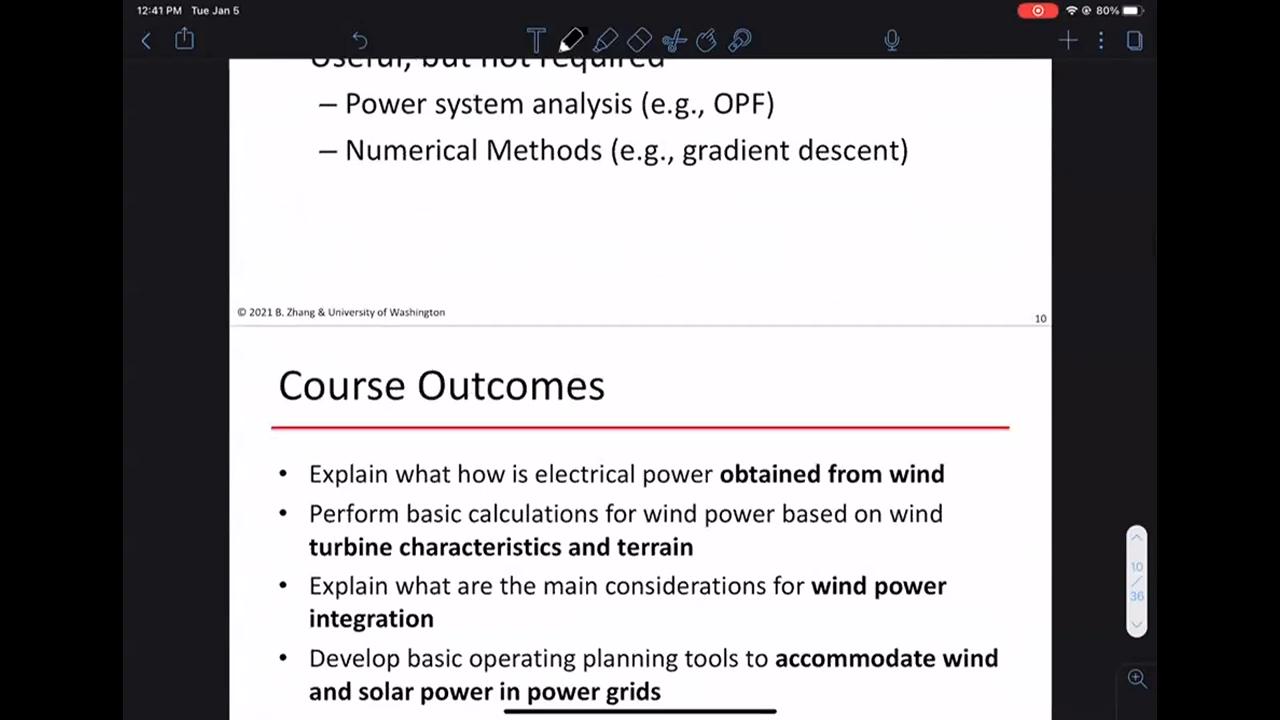 12:41 PM Tue Jan 5
80%
Useful, but not required
– Power system analysis (e.g., OPF)
– Numerical Methods (e.g., gradient descent)
© 2021 B. Zhang & University of Washington
10
Course Outcomes
• Explain what how is electrical power obtained from wind
• Perform basic calculations for wind power based on wind
turbine characteristics and terrain
• Explain what are the main considerations for wind power
integration
• Develop basic operating planning tools to accommodate wind
and solar power in power grids
10
/
36